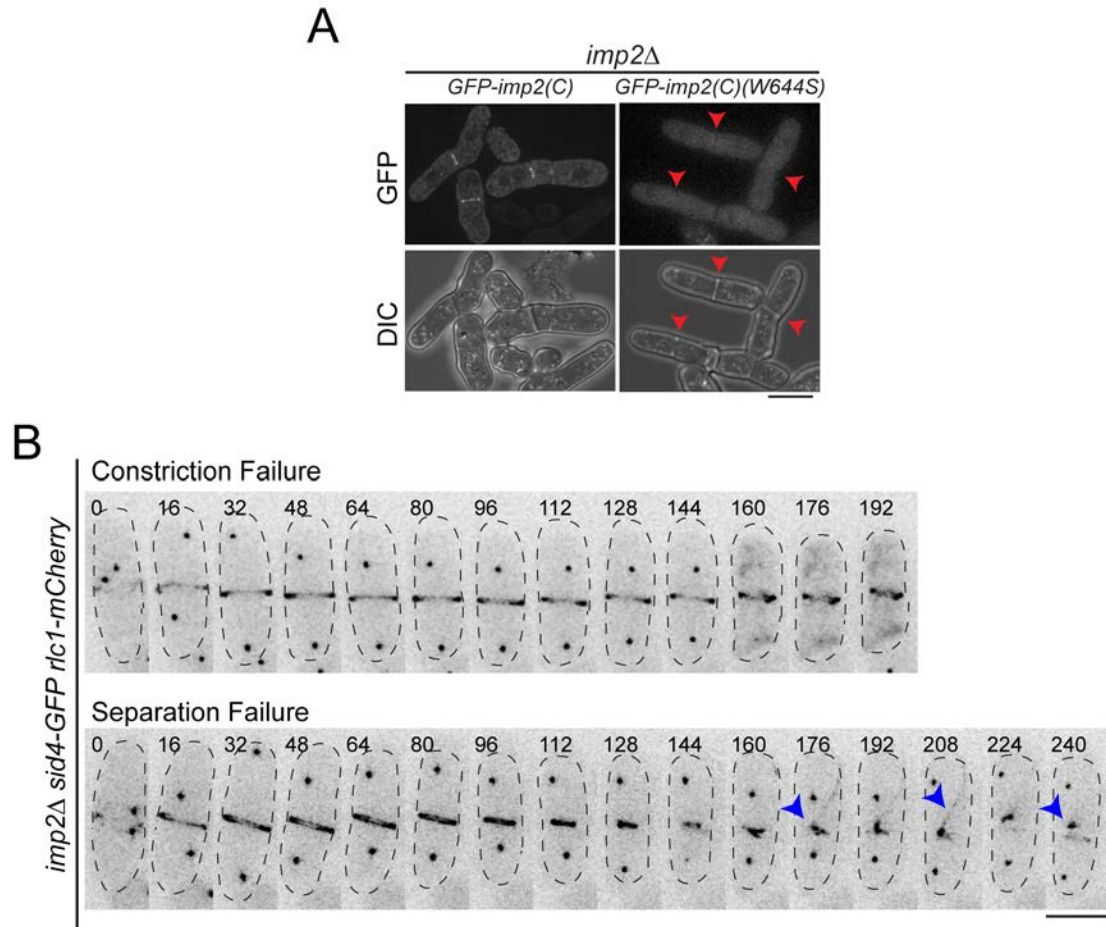 A
imp2Δ
GFP-imp2(C) GFP-imp2(C)(W644S)
GFP
DIC
B
imp2Δ sid4-GFP rlc1-mCherry
Constriction Failure
0 16 32 48 64 80 96 112 128 144 160 176 192
Separation Failure
0 16 32 48 64 80 96 112 128 144 160 176 192 208 224 240